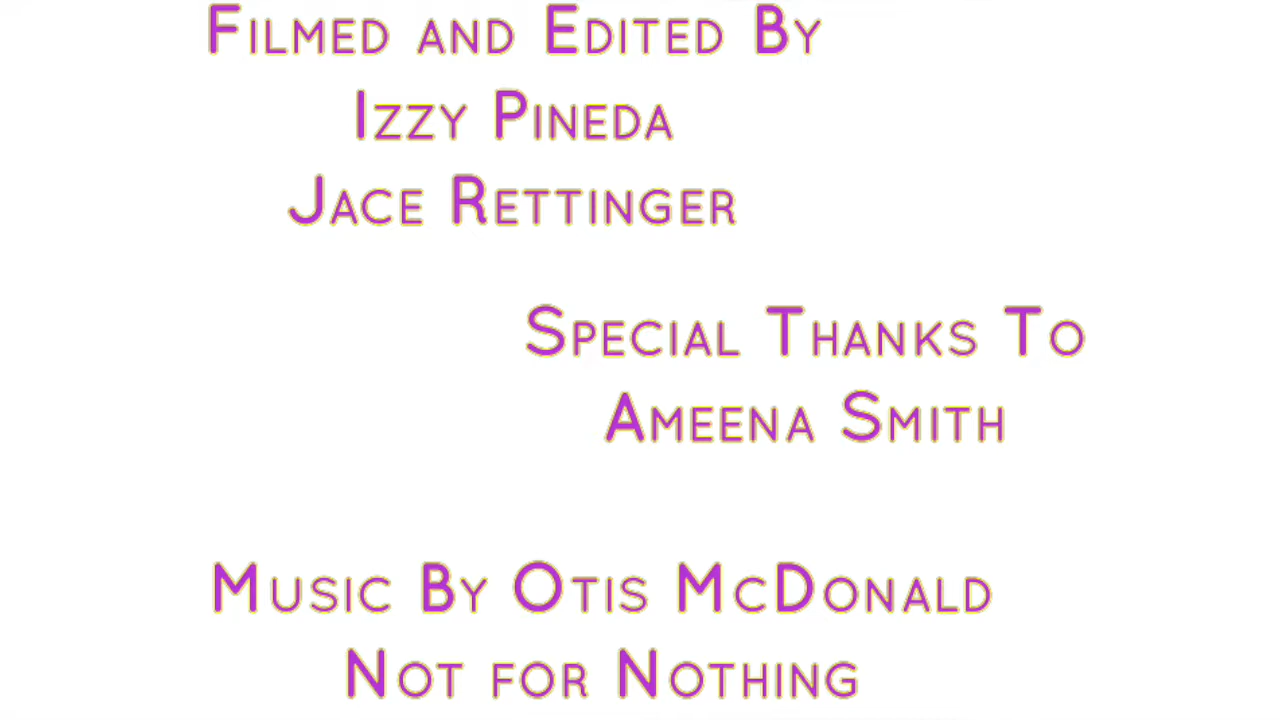 Filmed and Edited By
Izzy Pineda
Jace Rettinger
Special Thanks To
Ameena Smith
Music By Otis McDonald
Not for Nothing